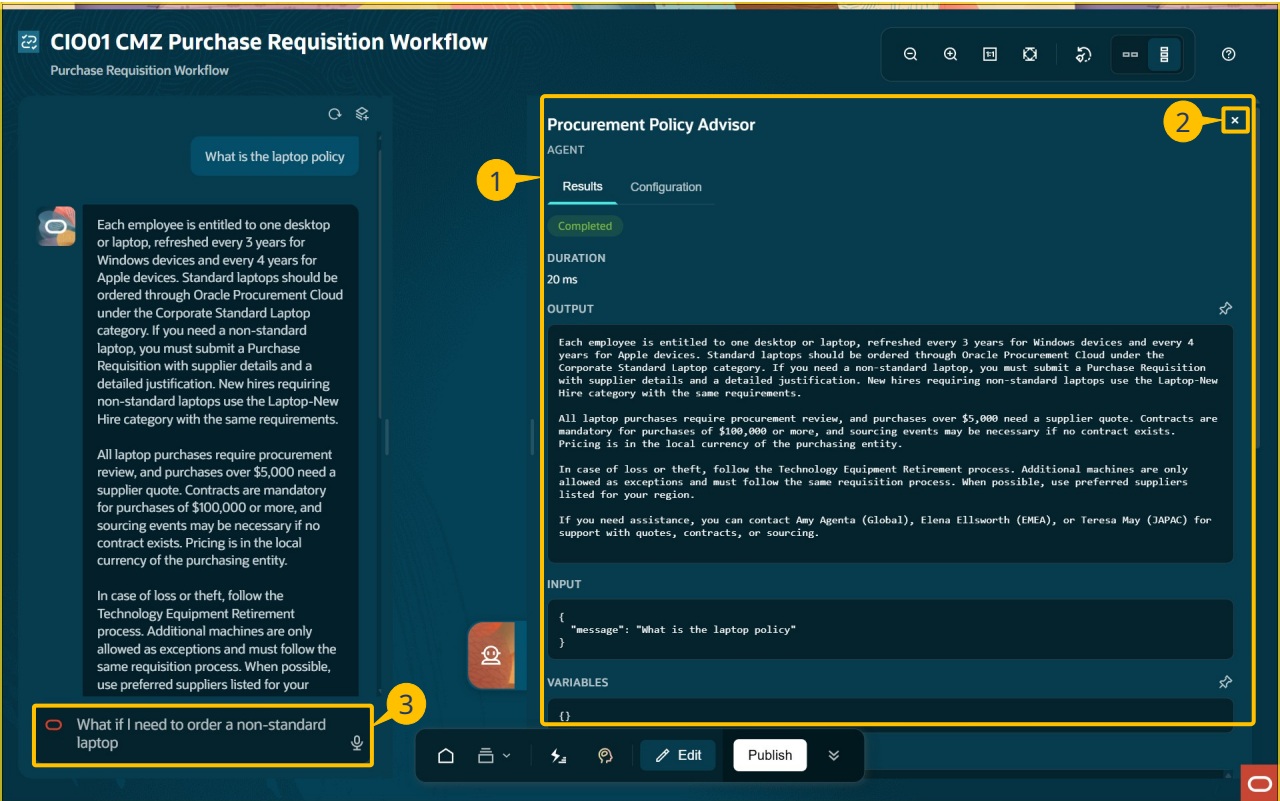 CIO01 CMZ Purchase Requisition Workflow
Purchase Requisition Workflow
1:1
What is the laptop policy
Each employee is entitled to one desktop
or laptop, refreshed every 3 years for
Windows devices and every 4 years for
Apple devices. Standard laptops should be
ordered through Oracle Procurement Cloud
under the Corporate Standard Laptop
category. If you need a non-standard
laptop, you must submit a Purchase
Requisition with supplier details and a
detailed justification. New hires requiring
non-standard laptops use the Laptop-New
Hire category with the same requirements.
All laptop purchases require procurement
review, and purchases over $5,000 need a
supplier quote. Contracts are mandatory
for purchases of $100,000 or more, and
sourcing events may be necessary if no
contract exists. Pricing is in the local
currency of the purchasing entity.
In case of loss or theft, follow the
Technology Equipment Retirement
process. Additional machines are only
allowed as exceptions and must follow the
same requisition process. When possible,
use preferred suppliers listed for your
What if I need to order a non-standard
laptop
3
1
2
Procurement Policy Advisor
AGENT
Results Configuration
Completed
DURATION
20 ms
OUTPUT
Each employee is entitled to one desktop or laptop, refreshed every 3 years for Windows devices and every 4
years for Apple devices. Standard laptops should be ordered through Oracle Procurement Cloud under the
Corporate Standard Laptop category. If you need a non-standard laptop, you must submit a Purchase Requisition
with supplier details and a detailed justification. New hires requiring non-standard laptops use the Laptop-New
Hire category with the same requirements.
All laptop purchases require procurement review, and purchases over $5,000 need a supplier quote. Contracts are
mandatory for purchases of $100,000 or more, and sourcing events may be necessary if no contract exists.
Pricing is in the local currency of the purchasing entity.
In case of loss or theft, follow the Technology Equipment Retirement process. Additional machines are only
allowed as exceptions and must follow the same requisition process. When possible, use preferred suppliers
listed for your region.
If you need assistance, you can contact Amy Agenta (Global), Elena Ellsworth (EMEA), or Teresa May (JAPAC) for
support with quotes, contracts, or sourcing.
INPUT
{
"message": "What is the laptop policy"
}
VARIABLES
{}
Edit
Publish